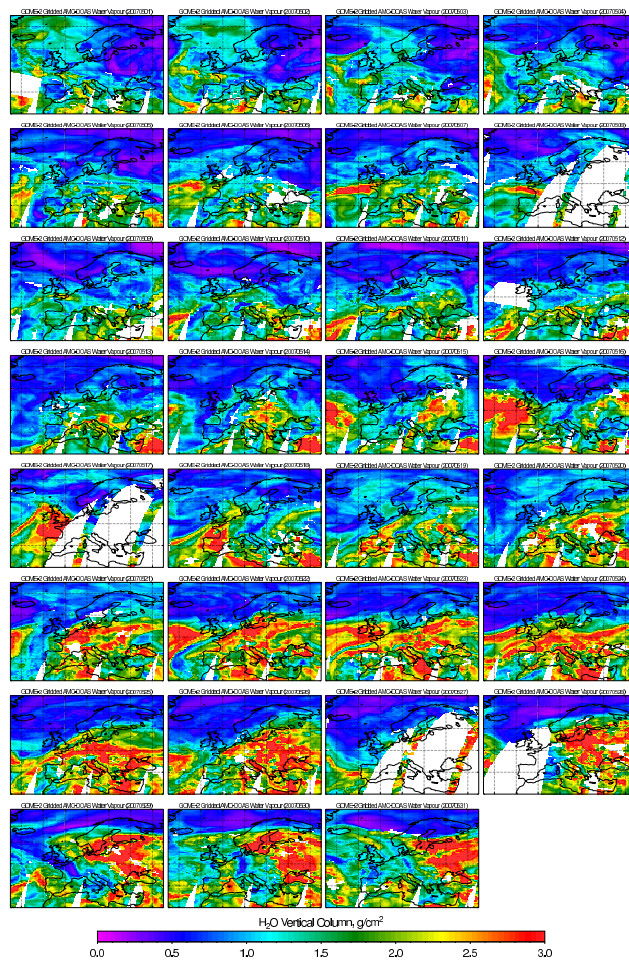 GOME-2 Gridded AMC-DOAS Water Vapour (20070501)
GOME-2 Gridded AMC-DOAS Water Vapour (20070502)
GOME-2 Gridded AMC-DOAS Water Vapour (20070503)
GOME-2 Gridded AMC-DOAS Water Vapour (20070504)
GOME-2 Gridded AMC-DOAS Water Vapour (20070505)
GOME-2 Gridded AMC-DOAS Water Vapour (20070506)
GOME-2 Gridded AMC-DOAS Water Vapour (20070507)
GOME-2 Gridded AMC-DOAS Water Vapour (20070508)
GOME-2 Gridded AMC-DOAS Water Vapour (20070509)
GOME-2 Gridded AMC-DOAS Water Vapour (20070510)
GOME-2 Gridded AMC-DOAS Water Vapour (20070511)
GOME-2 Gridded AMC-DOAS Water Vapour (20070512)
GOME-2 Gridded AMC-DOAS Water Vapour (20070513)
GOME-2 Gridded AMC-DOAS Water Vapour (20070514)
GOME-2 Gridded AMC-DOAS Water Vapour (20070515)
GOME-2 Gridded AMC-DOAS Water Vapour (20070516)
GOME-2 Gridded AMC-DOAS Water Vapour (20070517)
GOME-2 Gridded AMC-DOAS Water Vapour (20070518)
GOME-2 Gridded AMC-DOAS Water Vapour (20070519)
GOME-2 Gridded AMC-DOAS Water Vapour (20070520)
GOME-2 Gridded AMC-DOAS Water Vapour (20070521)
GOME-2 Gridded AMC-DOAS Water Vapour (20070522)
GOME-2 Gridded AMC-DOAS Water Vapour (20070523)
GOME-2 Gridded AMC-DOAS Water Vapour (20070524)
GOME-2 Gridded AMC-DOAS Water Vapour (20070525)
GOME-2 Gridded AMC-DOAS Water Vapour (20070526)
GOME-2 Gridded AMC-DOAS Water Vapour (20070527)
GOME-2 Gridded AMC-DOAS Water Vapour (20070528)
GOME-2 Gridded AMC-DOAS Water Vapour (20070529)
GOME-2 Gridded AMC-DOAS Water Vapour (20070530)
GOME-2 Gridded AMC-DOAS Water Vapour (20070531)
H₂O Vertical Column, g/cm²
0.0 0.5 1.0 1.5 2.0 2.5 3.0